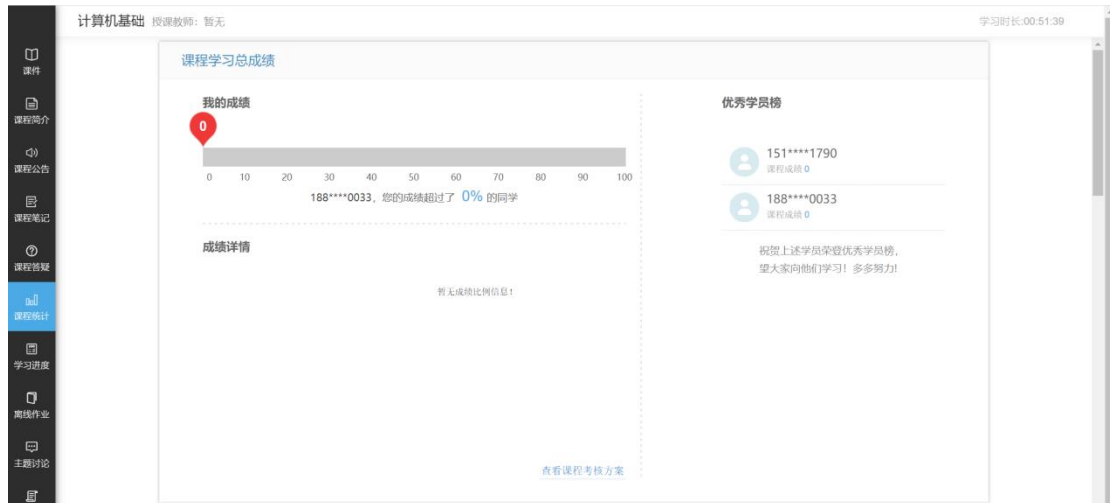 计算机基础 授课教师：暂无
学习时长:00:51:39
课件
课程简介
课程公告
课程笔记
课程答疑
课程统计
学习进度
离线作业
主题讨论
课程学习总成绩
我的成绩
0
0 10 20 30 40 50 60 70 80 90 100
188****0033，您的成绩超过了 0% 的同学
成绩详情
暂无成绩比例信息！
查看课程考核方案
优秀学员榜
151****1790
课程成绩 0
188****0033
课程成绩 0
祝贺上述学员荣登优秀学员榜，
望大家向他们学习！多多努力!